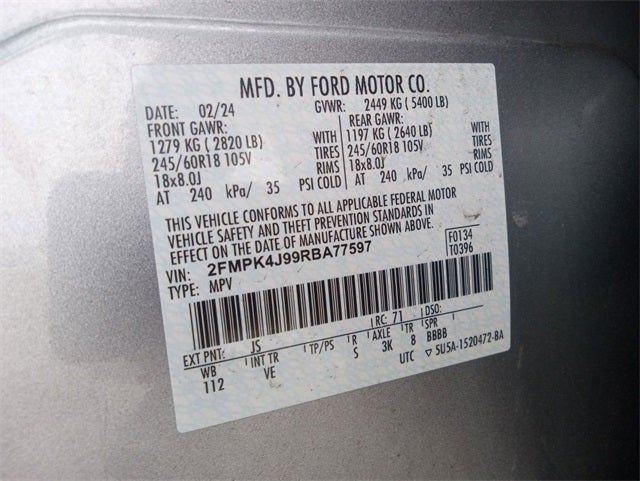 MFD. BY FORD MOTOR CO.
DATE: 02/24 GVWR: 2449 KG ( 5400 LB)
FRONT GAWR: REAR GAWR:
1279 KG ( 2820 LB) WITH 1197 KG ( 2640 LB) WITH
245/60R18 105V TIRES 245/60R18 105V TIRES
18x8.0J RIMS 18x8.0J RIMS
AT 240 kPa/ 35 PSI COLD AT 240 kPa/ 35 PSI COLD
THIS VEHICLE CONFORMS TO ALL APPLICABLE FEDERAL MOTOR
VEHICLE SAFETY AND THEFT PREVENTION STANDARDS IN
EFFECT ON THE DATE OF MANUFACTURE SHOWN ABOVE.
VIN: 2FMPK4J99RBA77597 F0134
TYPE: MPV T0396
EXT PNT: JS RC: 71 DSO:
WB INT TR TP/PS R AXLE TR SPR
112 VE S 3K 8 BBBB
UTC ▽ 5U5A-1520472-BA